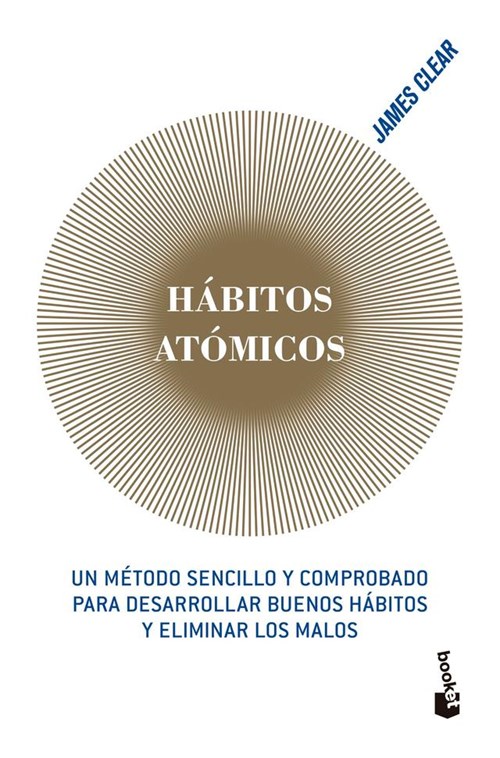 JAMES CLEAR
HÁBITOS
ATÓMICOS
UN MÉTODO SENCILLO Y COMPROBADO
PARA DESARROLLAR BUENOS HÁBITOS
Y ELIMINAR LOS MALOS
booket